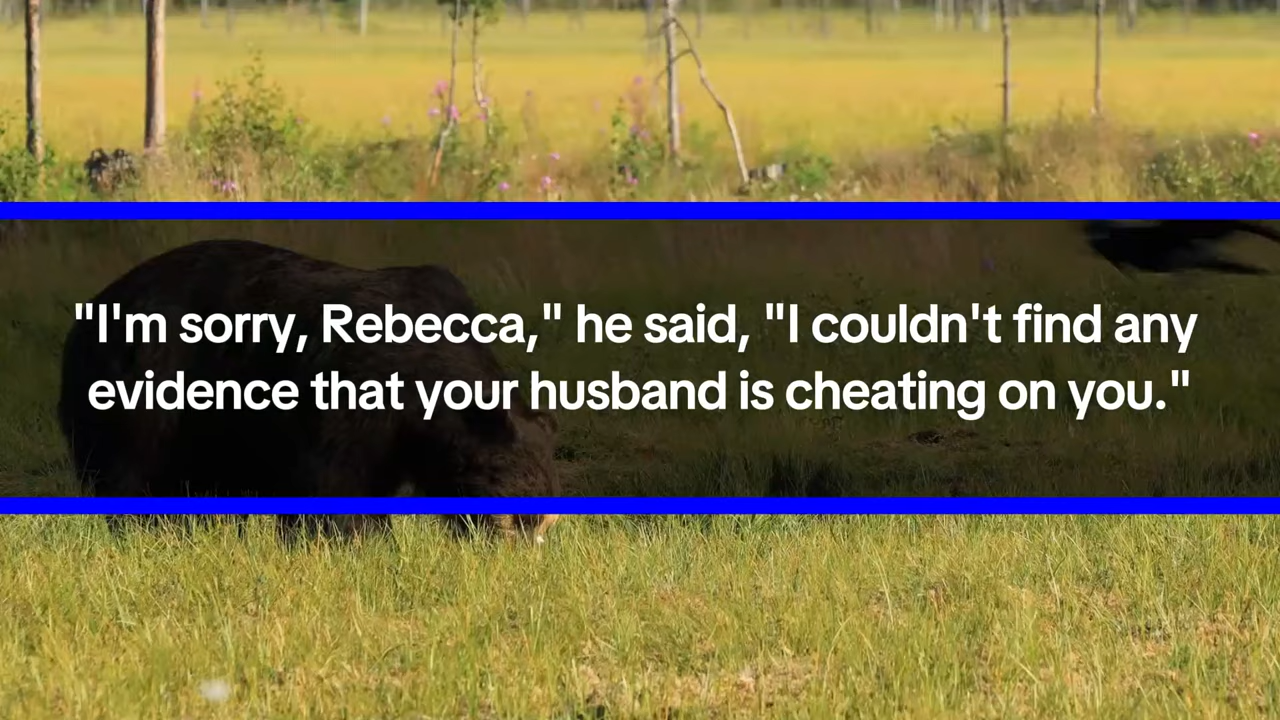 "I'm sorry, Rebecca," he said, "I couldn't find any
evidence that your husband is cheating on you."